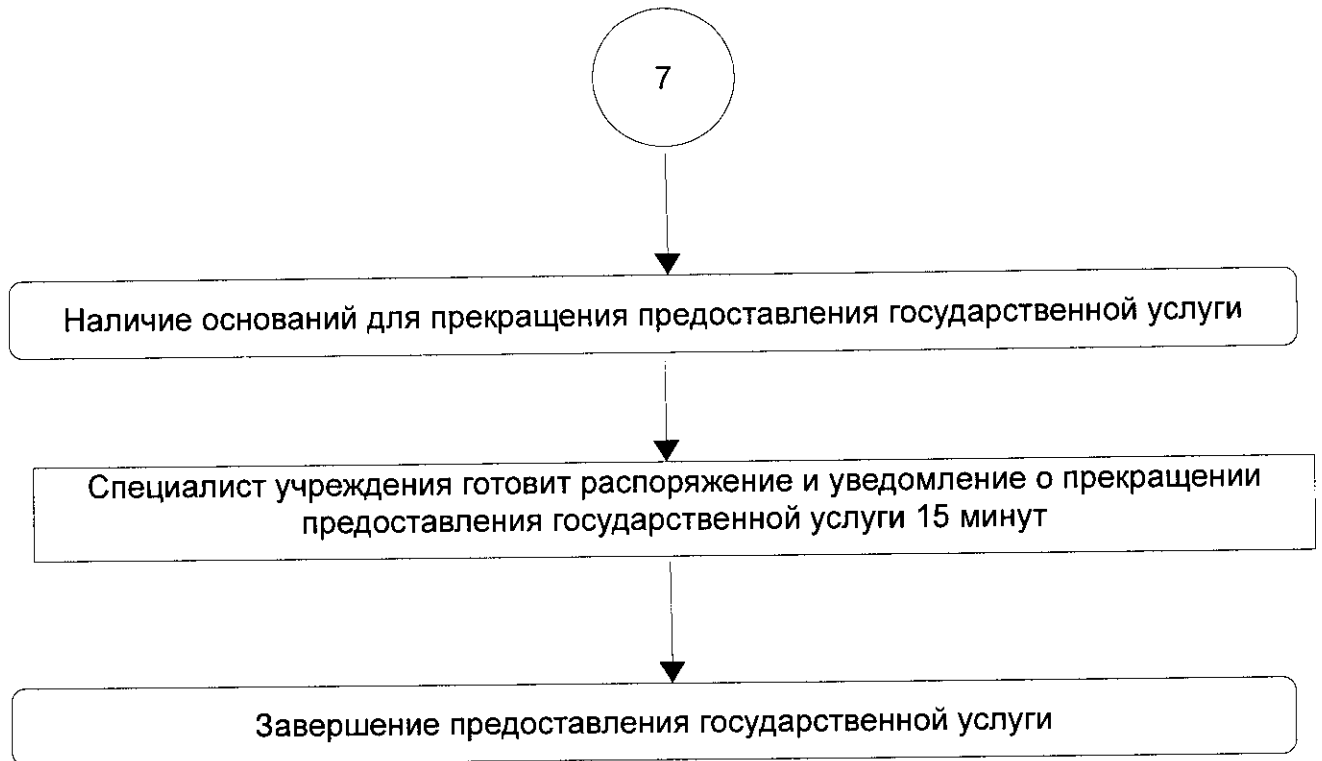 7
Наличие оснований для прекращения предоставления государственной услуги
Специалист учреждения готовит распоряжение и уведомление о прекращении
предоставления государственной услуги 15 минут
Завершение предоставления государственной услуги